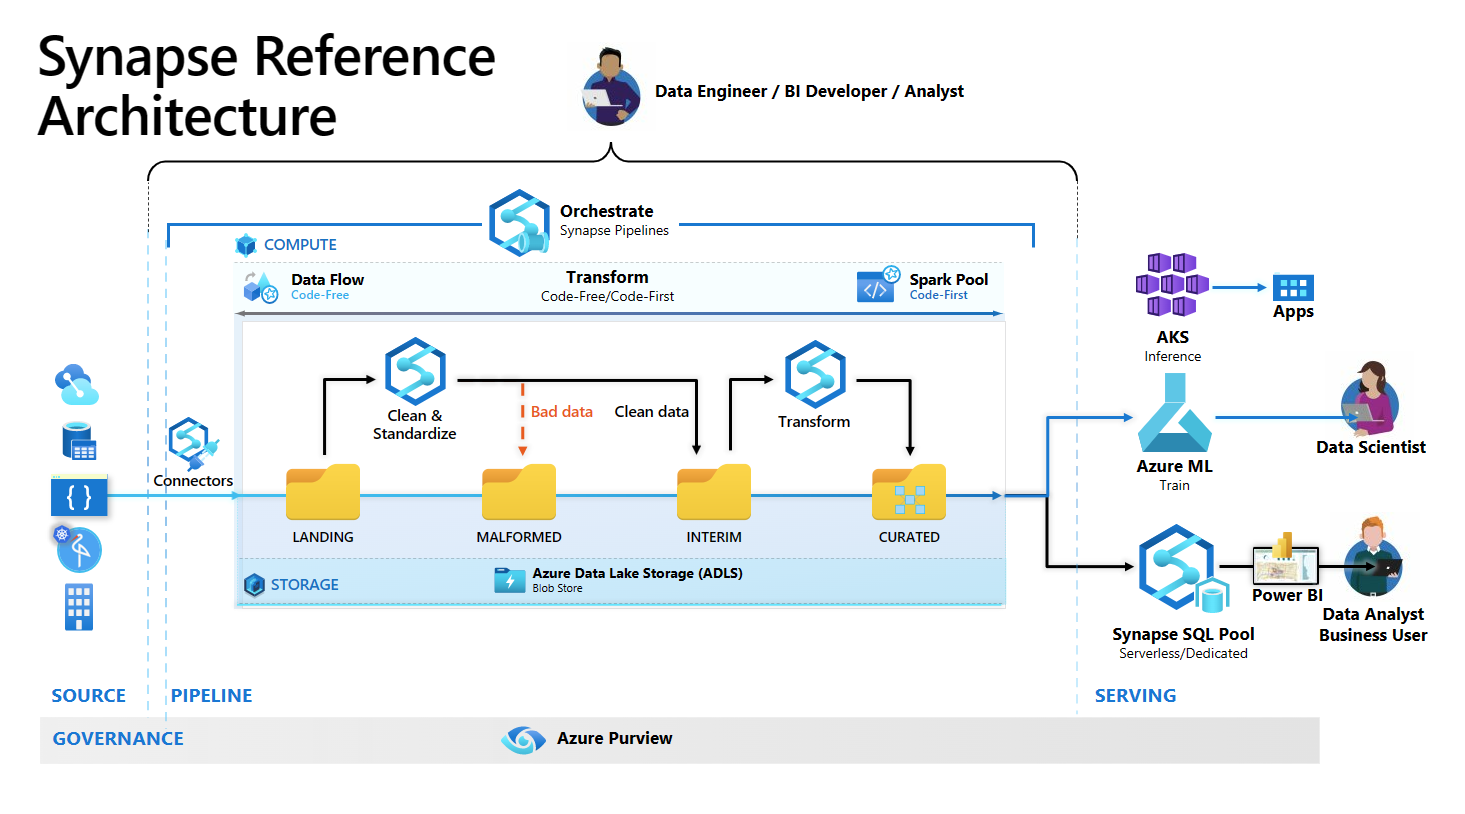 Synapse Reference
Architecture
Data Engineer / BI Developer / Analyst
Orchestrate
Synapse Pipelines
COMPUTE
Data Flow
Code-Free
Transform
Code-Free/Code-First
Spark Pool
Code-First
AKS
Inference
Apps
Clean &
Standardize
Bad data
Clean data
Transform
Connectors
LANDING
MALFORMED
INTERIM
CURATED
Azure ML
Train
Data Scientist
STORAGE
Azure Data Lake Storage (ADLS)
Blob Store
Synapse SQL Pool
Serverless/Dedicated
Power BI
Data Analyst
Business User
SOURCE
PIPELINE
SERVING
GOVERNANCE
Azure Purview